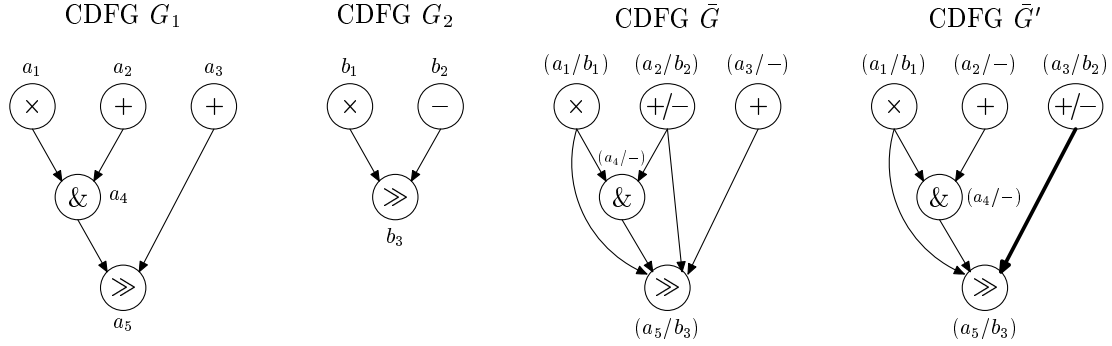 CDFG G₁ CDFG G₂ CDFG Ḡ CDFG Ḡ′
a₁ a₂ a₃ b₁ b₂ (a₁/b₁) (a₂/b₂) (a₃/−) (a₁/b₁) (a₂/−) (a₃/b₂)
× + + × − × +/− + × + +/−
(a₄/−)
& a₄ ≫ & & (a₄/−)
b₃
≫ ≫ ≫
a₅ (a₅/b₃) (a₅/b₃)